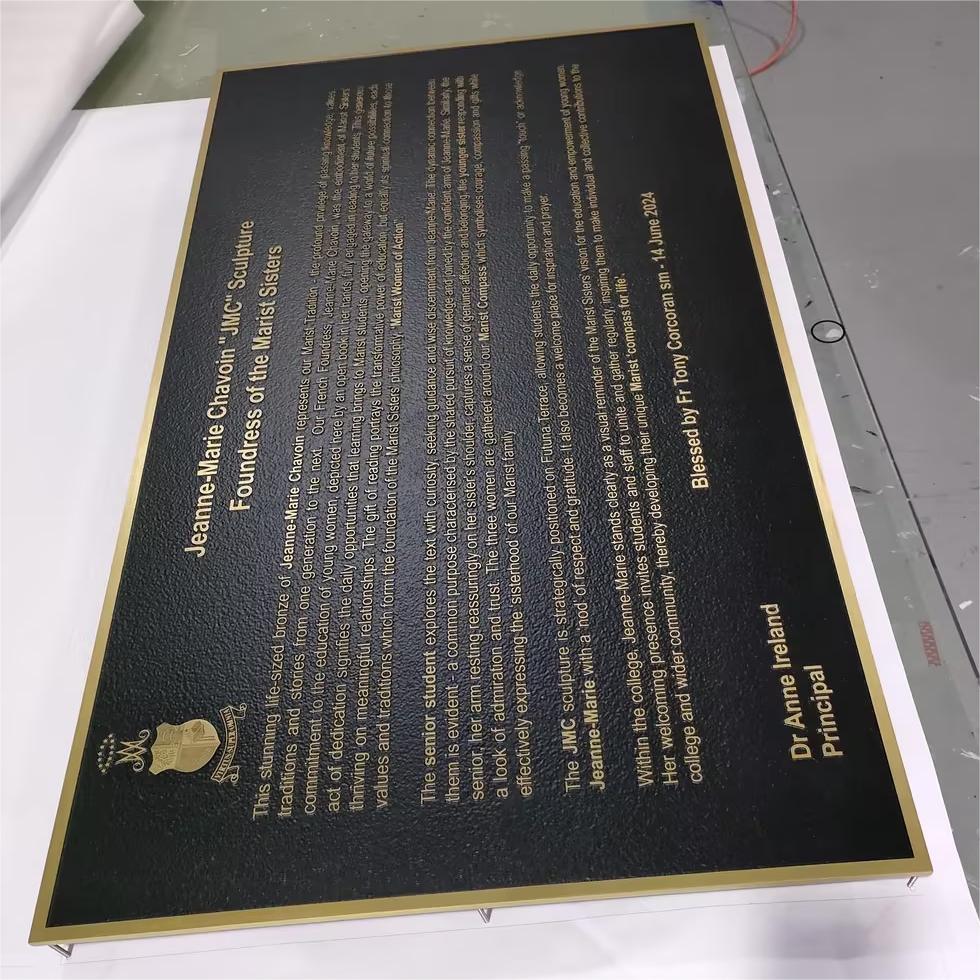 Jeanne-Marie Chavoin "JMC" Sculpture
Foundress of the Marist Sisters
This stunning life-sized bronze of Jeanne-Marie Chavoin represents our Marist Tradition - the profound privilege of passing knowledge, values,
traditions and stories from one generation to the next. Our French Foundress, Jeanne-Marie Chavoin, was the embodiment of Marist Sisters'
commitment to the education of young women, depicted here by an open book in her hands, fully engaged in reading to her students. This generous
act of 'devocation' signifies the daily opportunities that learning brings to Marist students, opening the gateway to a world of future possibilities, each
thriving on meaningful relationships. The gift of reading portrays the transformative power of education, but equally its spiritual connection to those
values and traditions which form the foundation of the Marist Sisters' philosophy, 'Marist Women of Action'.
The senior student explores the text with curiosity, seeking guidance and wise discernment from Jeanne-Marie. The dynamic connection between
them is evident - a common purpose characterised by the shared pursuit of knowledge and joined by the confident arm of Jeanne-Marie. Similarly, the
senior, her arm resting reassuringly on her sister's shoulder, captures a sense of genuine affection and belonging, the younger sister responding with
a look of admiration and trust. The three women are gathered around our Marist Compass which symbolises courage, compassion and gifts while
effectively expressing the sisterhood of our Marist family.
The JMC sculpture is strategically positioned on Futuna Terrace, allowing students the daily opportunity to make a passing "touch" or acknowledge
Jeanne-Marie with a 'nod' of respect and gratitude. It also becomes a welcome place for inspiration and prayer.
Within the college, Jeanne-Marie stands clearly as a visual reminder of the Marist Sisters' vision for the education and empowerment of young women.
Her welcoming presence invites students and staff to unite and gather regularly, inspiring them to make individual and collective contributions to the
college and wider community, thereby developing their unique Marist 'compass for life'.
Blessed by Fr Tony Corcoran sm - 14 June 2024
Dr Anne Ireland
Principal